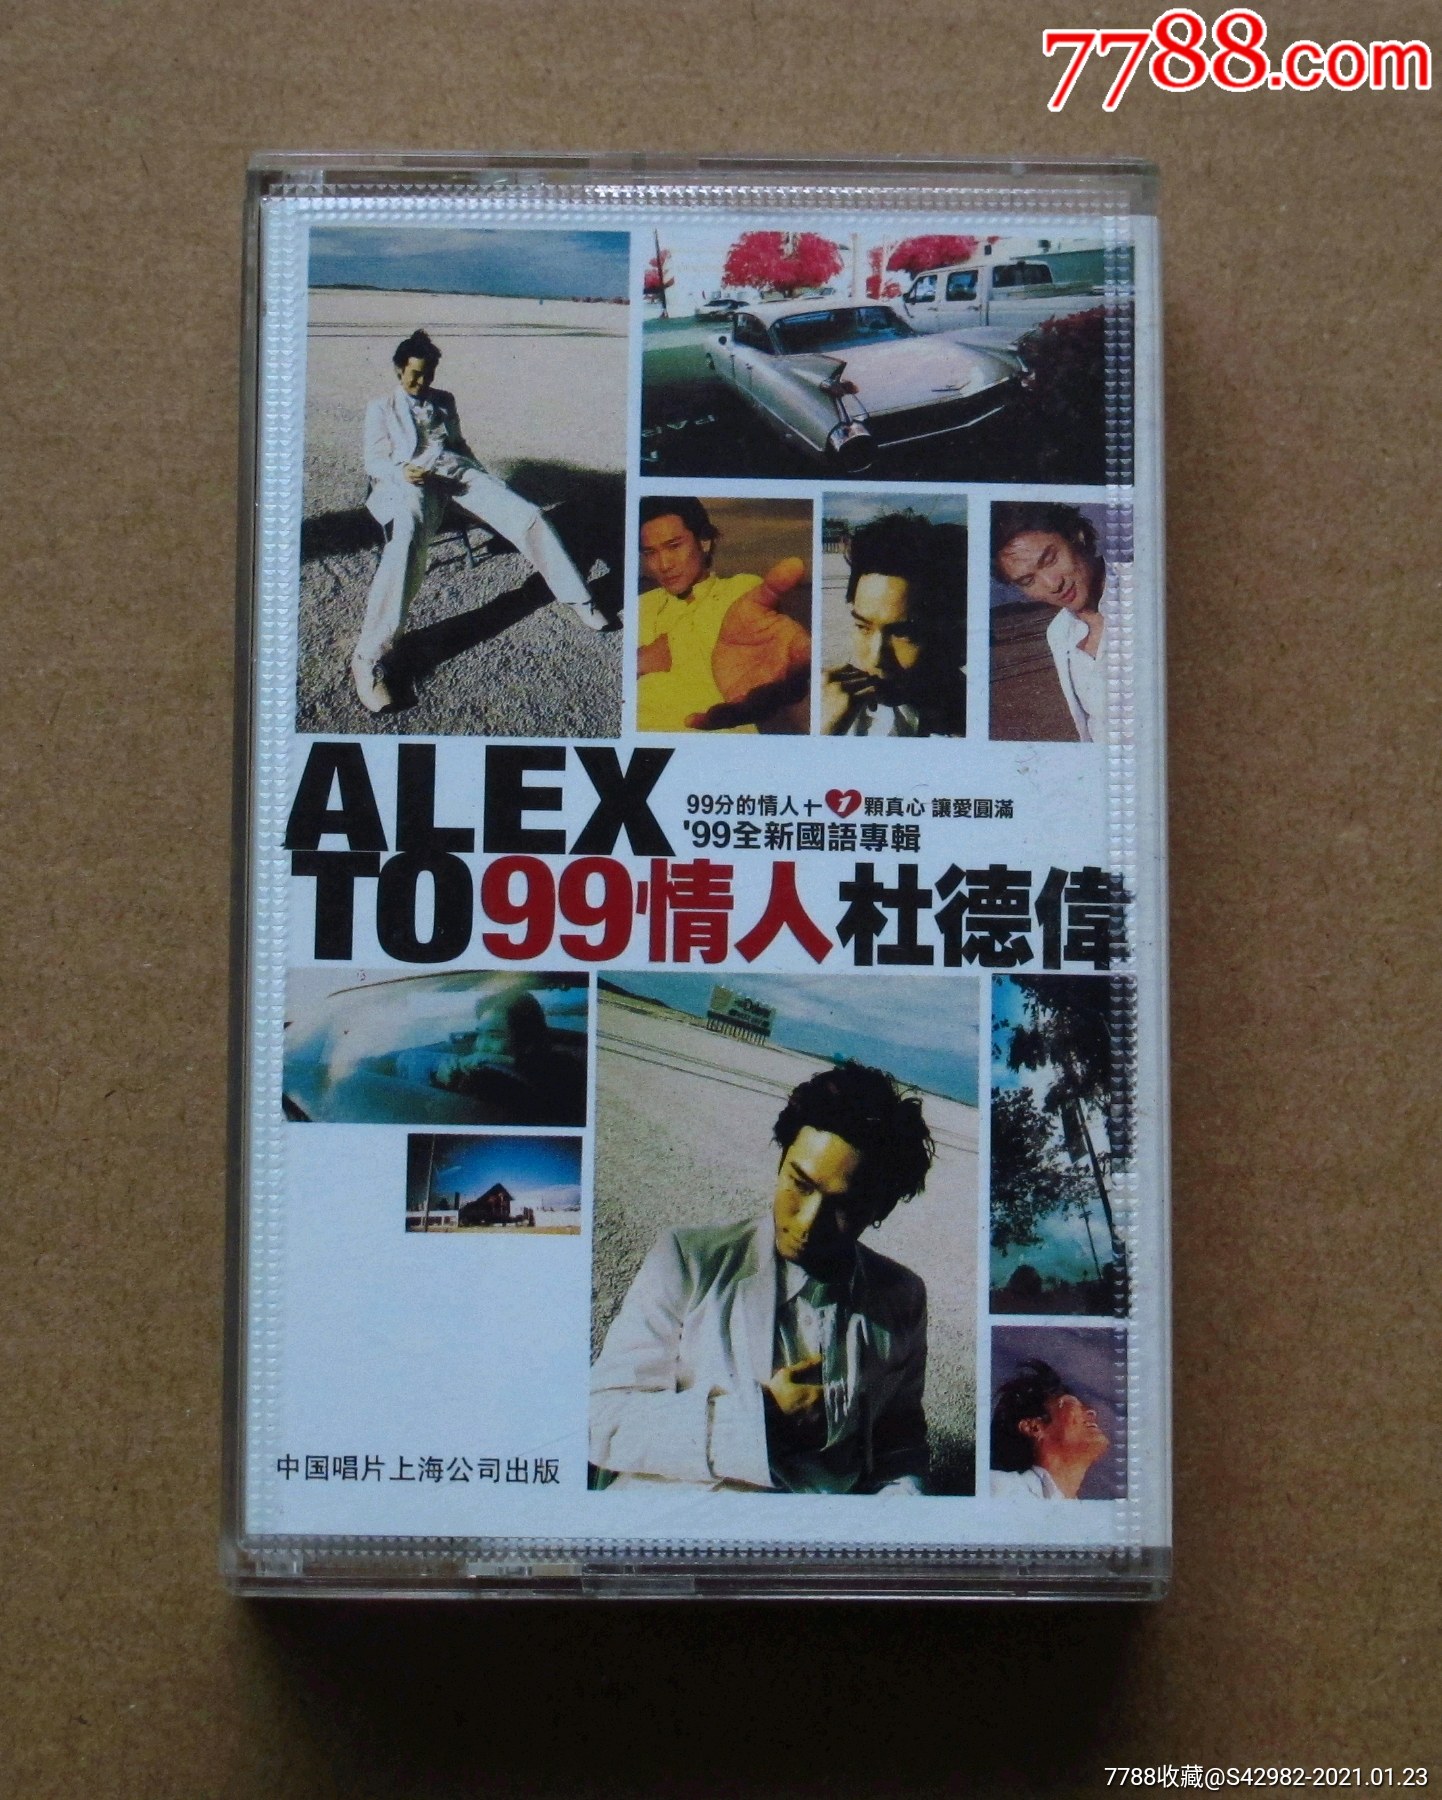 7788.com
PAR
ALEX
99分的情人十1顆真心 讓愛圓滿
'99全新國語專輯
TO99情人杜德偉
中国唱片上海公司出版
7788收藏@S42982-2021.01.23